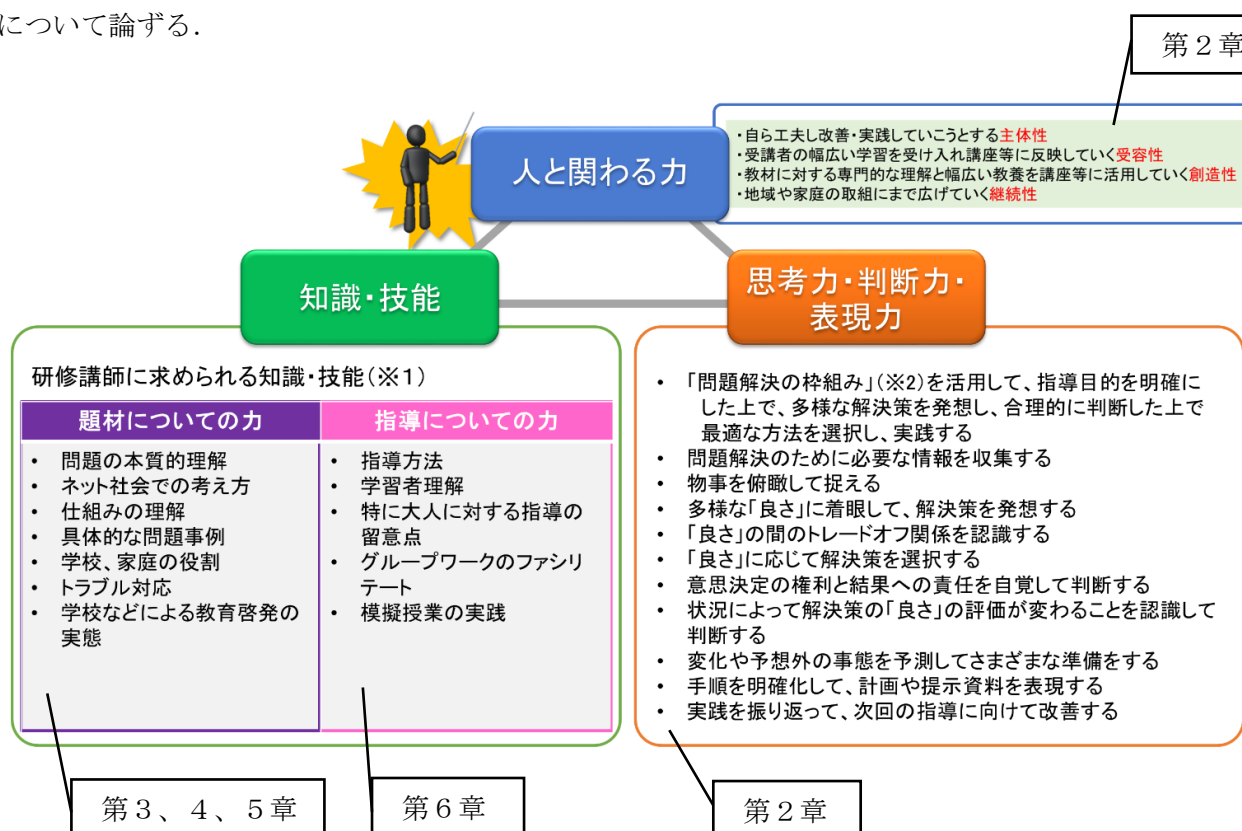 について論ずる．
第２章
人と関わる力
・自ら工夫し改善・実践していこうとする主体性
・受講者の幅広い学習を受け入れ講座等に反映していく受容性
・教材に対する専門的な理解と幅広い教養を講座等に活用していく創造性
・地域や家庭の取組にまで広げていく継続性
知識・技能
思考力・判断力・
表現力
研修講師に求められる知識・技能(※1)
題材についての力
指導についての力
• 問題の本質的理解
• ネット社会での考え方
• 仕組みの理解
• 具体的な問題事例
• 学校、家庭の役割
• トラブル対応
• 学校などによる教育啓発の
実態
• 指導方法
• 学習者理解
• 特に大人に対する指導の
留意点
• グループワークのファシリ
テート
• 模擬授業の実践
• 「問題解決の枠組み」(※2)を活用して、指導目的を明確に
した上で、多様な解決策を発想し、合理的に判断した上で
最適な方法を選択し、実践する
• 問題解決のために必要な情報を収集する
• 物事を俯瞰して捉える
• 多様な「良さ」に着眼して、解決策を発想する
• 「良さ」の間のトレードオフ関係を認識する
• 「良さ」に応じて解決策を選択する
• 意思決定の権利と結果への責任を自覚して判断する
• 状況によって解決策の「良さ」の評価が変わることを認識して
判断する
• 変化や予想外の事態を予測してさまざまな準備をする
• 手順を明確化して、計画や提示資料を表現する
• 実践を振り返って、次回の指導に向けて改善する
第３、４、５章
第６章
第２章